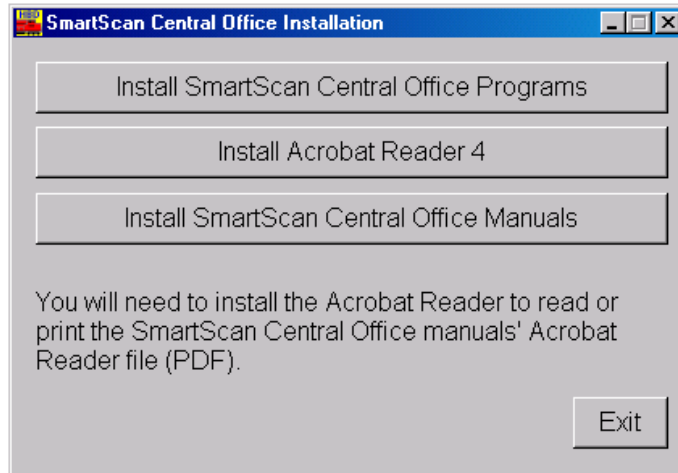 SmartScan Central Office Installation
Install SmartScan Central Office Programs
Install Acrobat Reader 4
Install SmartScan Central Office Manuals
You will need to install the Acrobat Reader to read or
print the SmartScan Central Office manuals' Acrobat
Reader file (PDF).
Exit